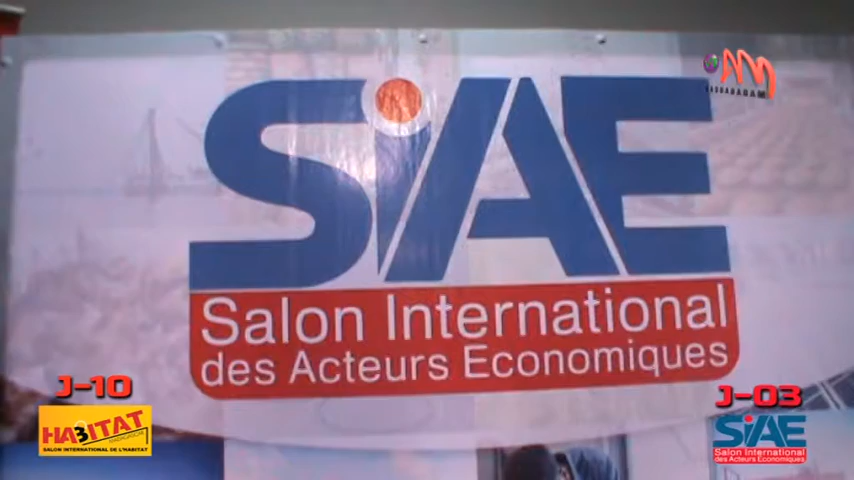 SIAE
Salon International
des Acteurs Economiques
J-10
HABITAT
SALON INTERNATIONAL DE L'HABITAT
J-03
SIAE
Salon International
des Acteurs Economiques